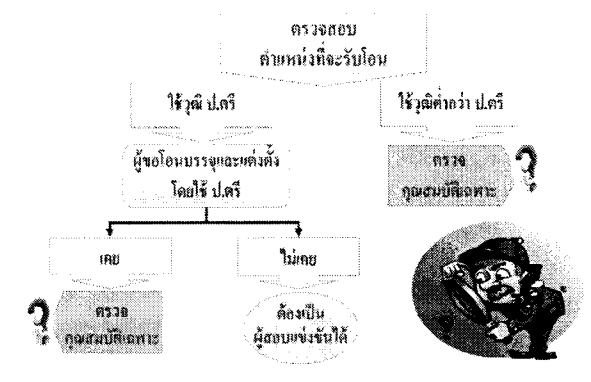 ตรวจสอบ
ตำแหน่งที่จะรับโอน
ใช้วุฒิ ป.ตรี
ใช้วุฒิต่ำกว่า ป.ตรี
ผู้ขอโอนบรรจุและแต่งตั้ง
โดยใช้ ป.ตรี
ตรวจ
คุณสมบัติเฉพาะ
?
เคย
ไม่เคย
?
ตรวจ
คุณสมบัติเฉพาะ
ต้องเป็น
ผู้สอบแข่งขันได้